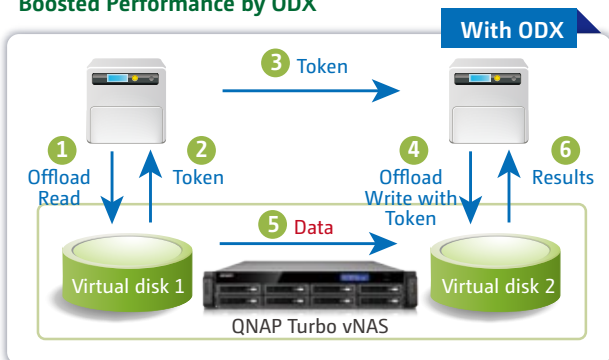 Boosted Performance by ODX
With ODX
3 Token
1
2
4
6
Offload
Read
Token
Offload
Write with
Token
Results
5 Data
Virtual disk 1
Virtual disk 2
QNAP Turbo vNAS